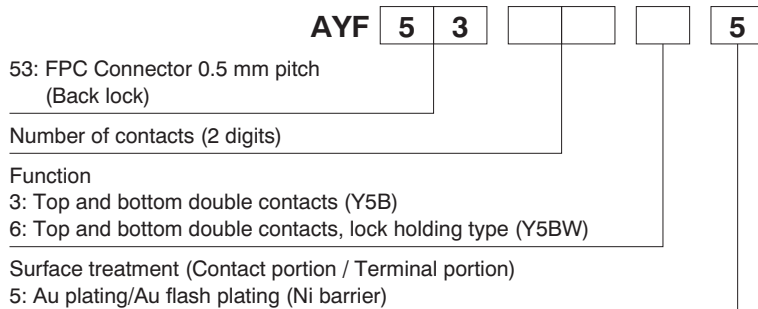 AYF 5 3 5
53: FPC Connector 0.5 mm pitch
(Back lock)
Number of contacts (2 digits)
Function
3: Top and bottom double contacts (Y5B)
6: Top and bottom double contacts, lock holding type (Y5BW)
Surface treatment (Contact portion / Terminal portion)
5: Au plating/Au flash plating (Ni barrier)